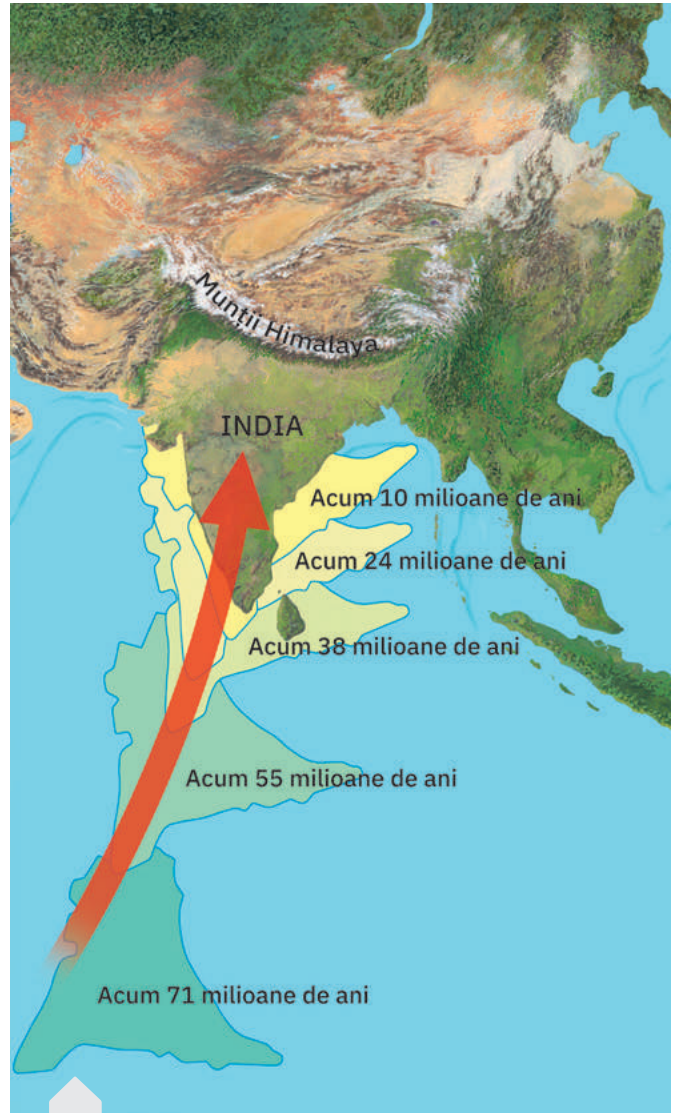 Munții Himalaya
INDIA
Acum 10 milioane de ani
Acum 24 milioane de ani
Acum 38 milioane de ani
Acum 55 milioane de ani
Acum 71 milioane de ani